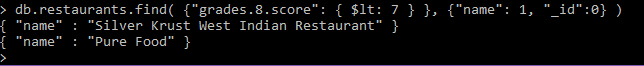 > db.restaurants.find( {"grades.8.score": { $lt: 7 } }, {"name": 1, "_id":0} )
{ "name" : "Silver Krust West Indian Restaurant" }
{ "name" : "Pure Food" }
>